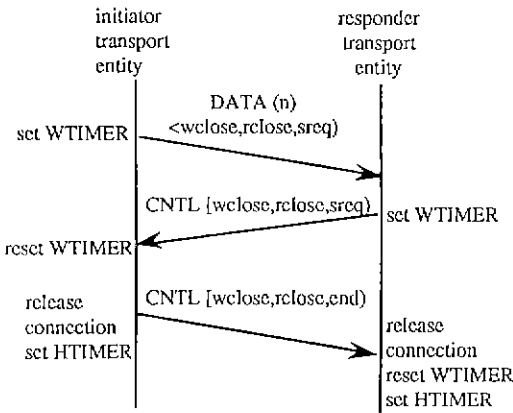 initiator
transport
entity
responder
transport
entity
DATA (n)
<wclose,rclose,sreq)
set WTIMER
CNTL [wclose,rclose,sreq)
set WTIMER
reset WTIMER
CNTL [wclose,rclose,end)
release
connection
set HTIMER
release
connection
reset WTIMER
set HTIMER